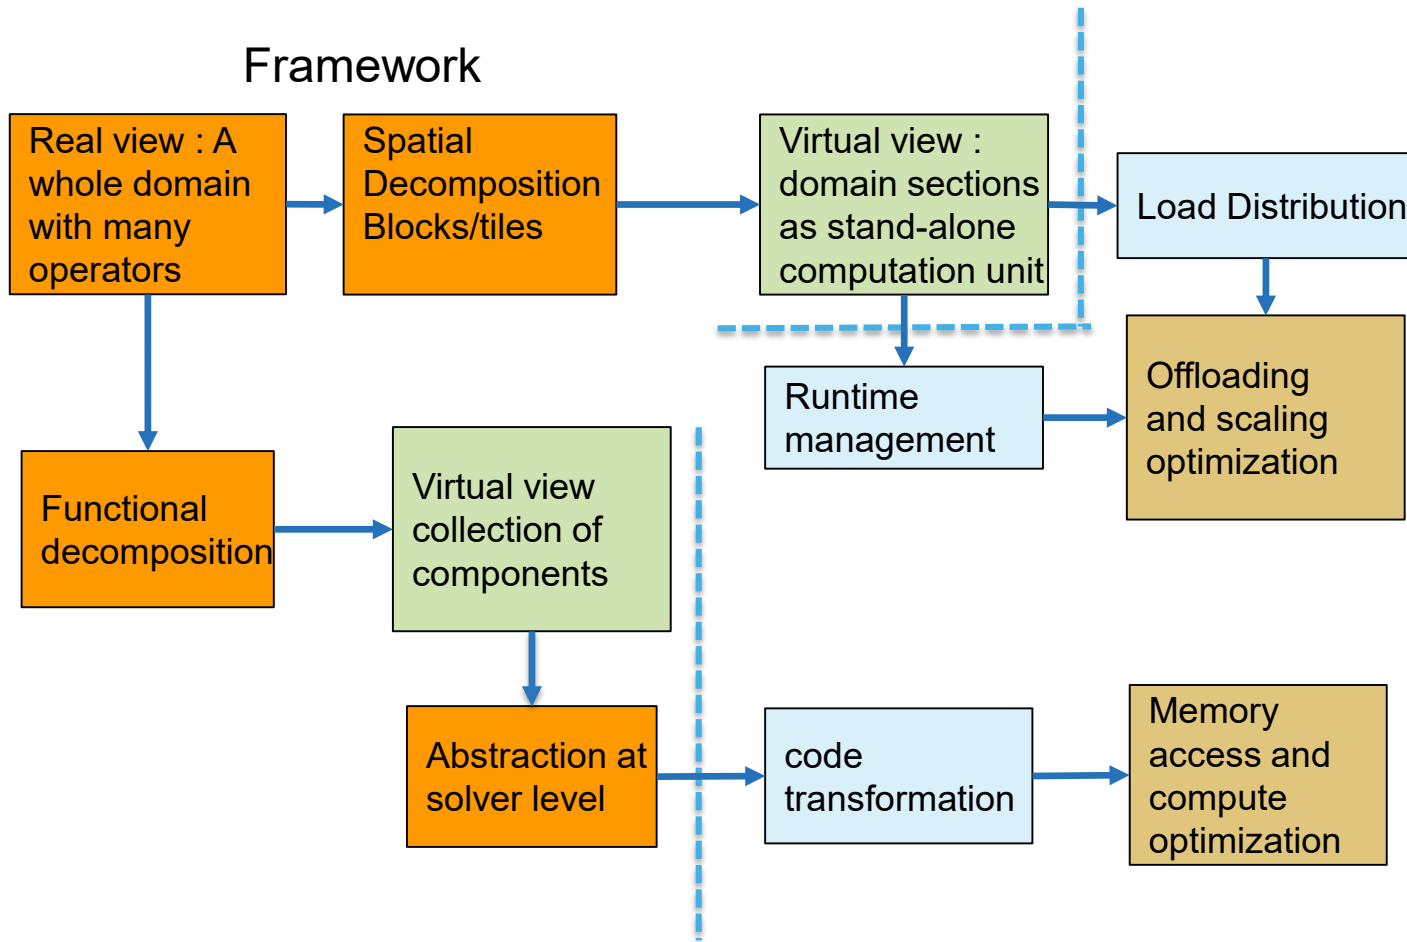 Framework
Real view : A
whole domain
with many
operators
Spatial
Decomposition
Blocks/tiles
Virtual view :
domain sections
as stand-alone
computation unit
Load Distribution
Runtime
management
Offloading
and scaling
optimization
Functional
decomposition
Virtual view
collection of
components
Abstraction at
solver level
code
transformation
Memory
access and
compute
optimization